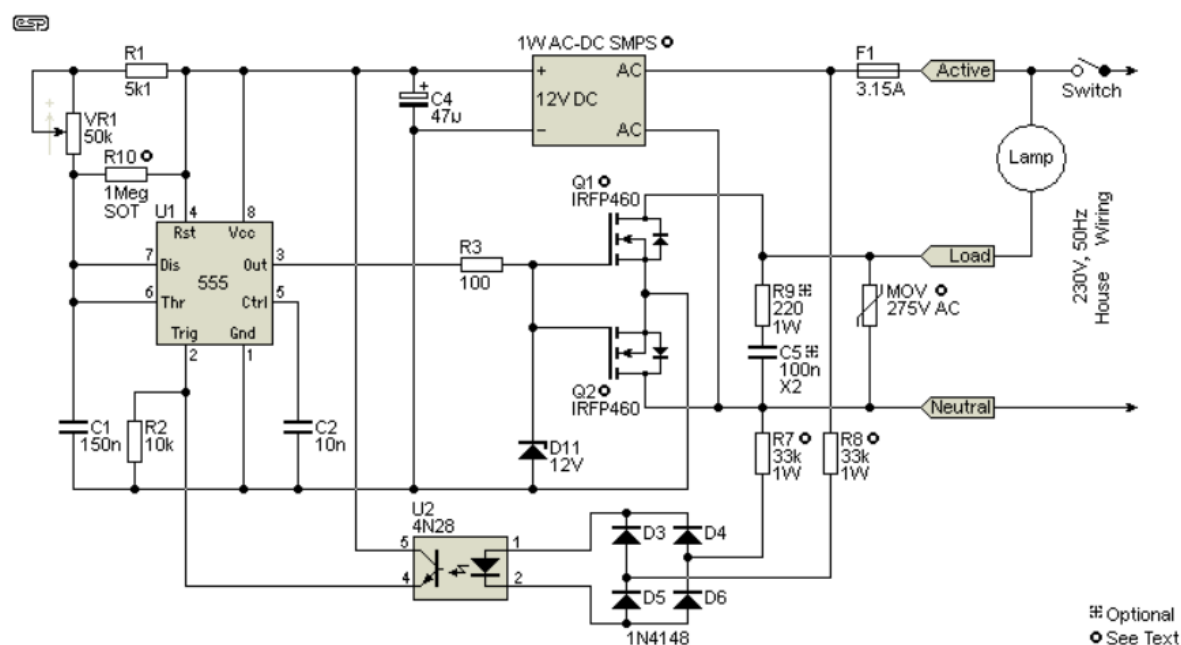 esp
1W AC-DC SMPS
R1
5k1
+
AC
12V DC
−
AC
+
C4
47µ
F1
3.15A
Active
Switch
Lamp
+
VR1
50k
R10
1Meg
SOT
U1
4
8
Rst
Vcc
7
Dis
Out
3
555
6
Thr
Ctrl
5
Trig
Gnd
2
1
R3
100
Q1
IRFP460
Q2
IRFP460
R9
220
1W
C5
100n
X2
MOV
275V AC
Load
Neutral
230V, 50Hz
House Wiring
C1
150n
R2
10k
C2
10n
D11
12V
R7
33k
1W
R8
33k
1W
U2
4N28
5
4
1
2
D3
D4
D5
D6
1N4148
Optional
See Text